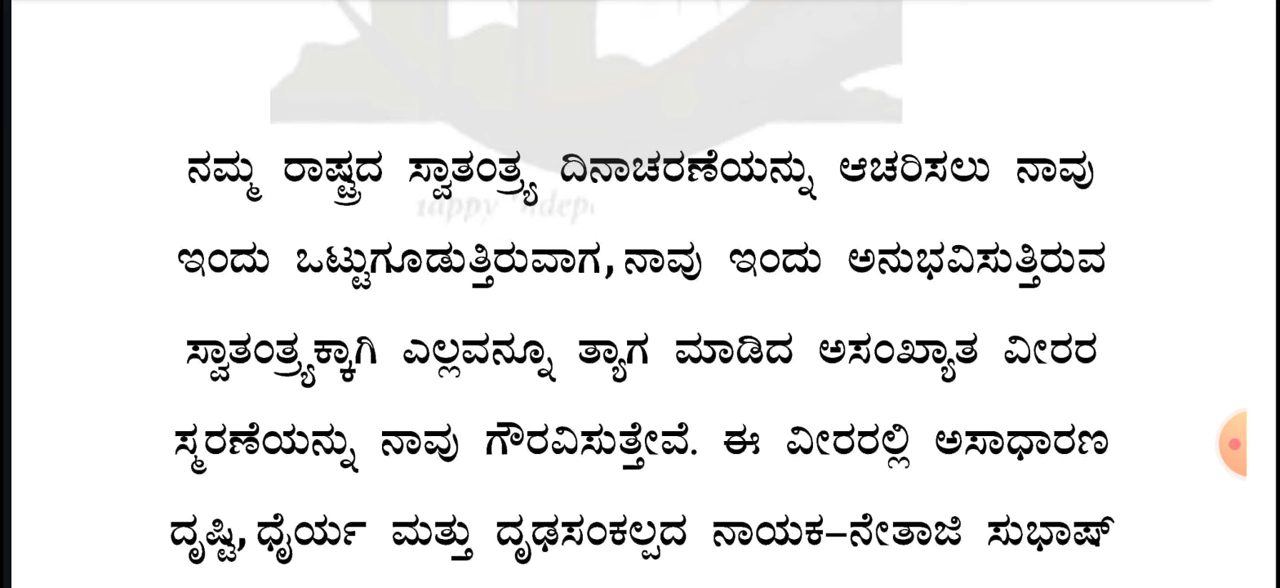 ನಮ್ಮ ರಾಷ್ಟ್ರದ ಸ್ವಾತಂತ್ರ್ಯ ದಿನಾಚರಣೆಯನ್ನು ಆಚರಿಸಲು ನಾವು
ಇಂದು ಒಟ್ಟುಗೂಡುತ್ತಿರುವಾಗ, ನಾವು ಇಂದು ಅನುಭವಿಸುತ್ತಿರುವ
ಸ್ವಾತಂತ್ರ್ಯಕ್ಕಾಗಿ ಎಲ್ಲವನ್ನೂ ತ್ಯಾಗ ಮಾಡಿದ ಅಸಂಖ್ಯಾತ ವೀರರ
ಸ್ಮರಣೆಯನ್ನು ನಾವು ಗೌರವಿಸುತ್ತೇವೆ. ಈ ವೀರರಲ್ಲಿ ಅಸಾಧಾರಣ
ದೃಷ್ಟಿ, ಧೈರ್ಯ ಮತ್ತು ದೃಢಸಂಕಲ್ಪದ ನಾಯಕ–ನೇತಾಜಿ ಸುಭಾಷ್